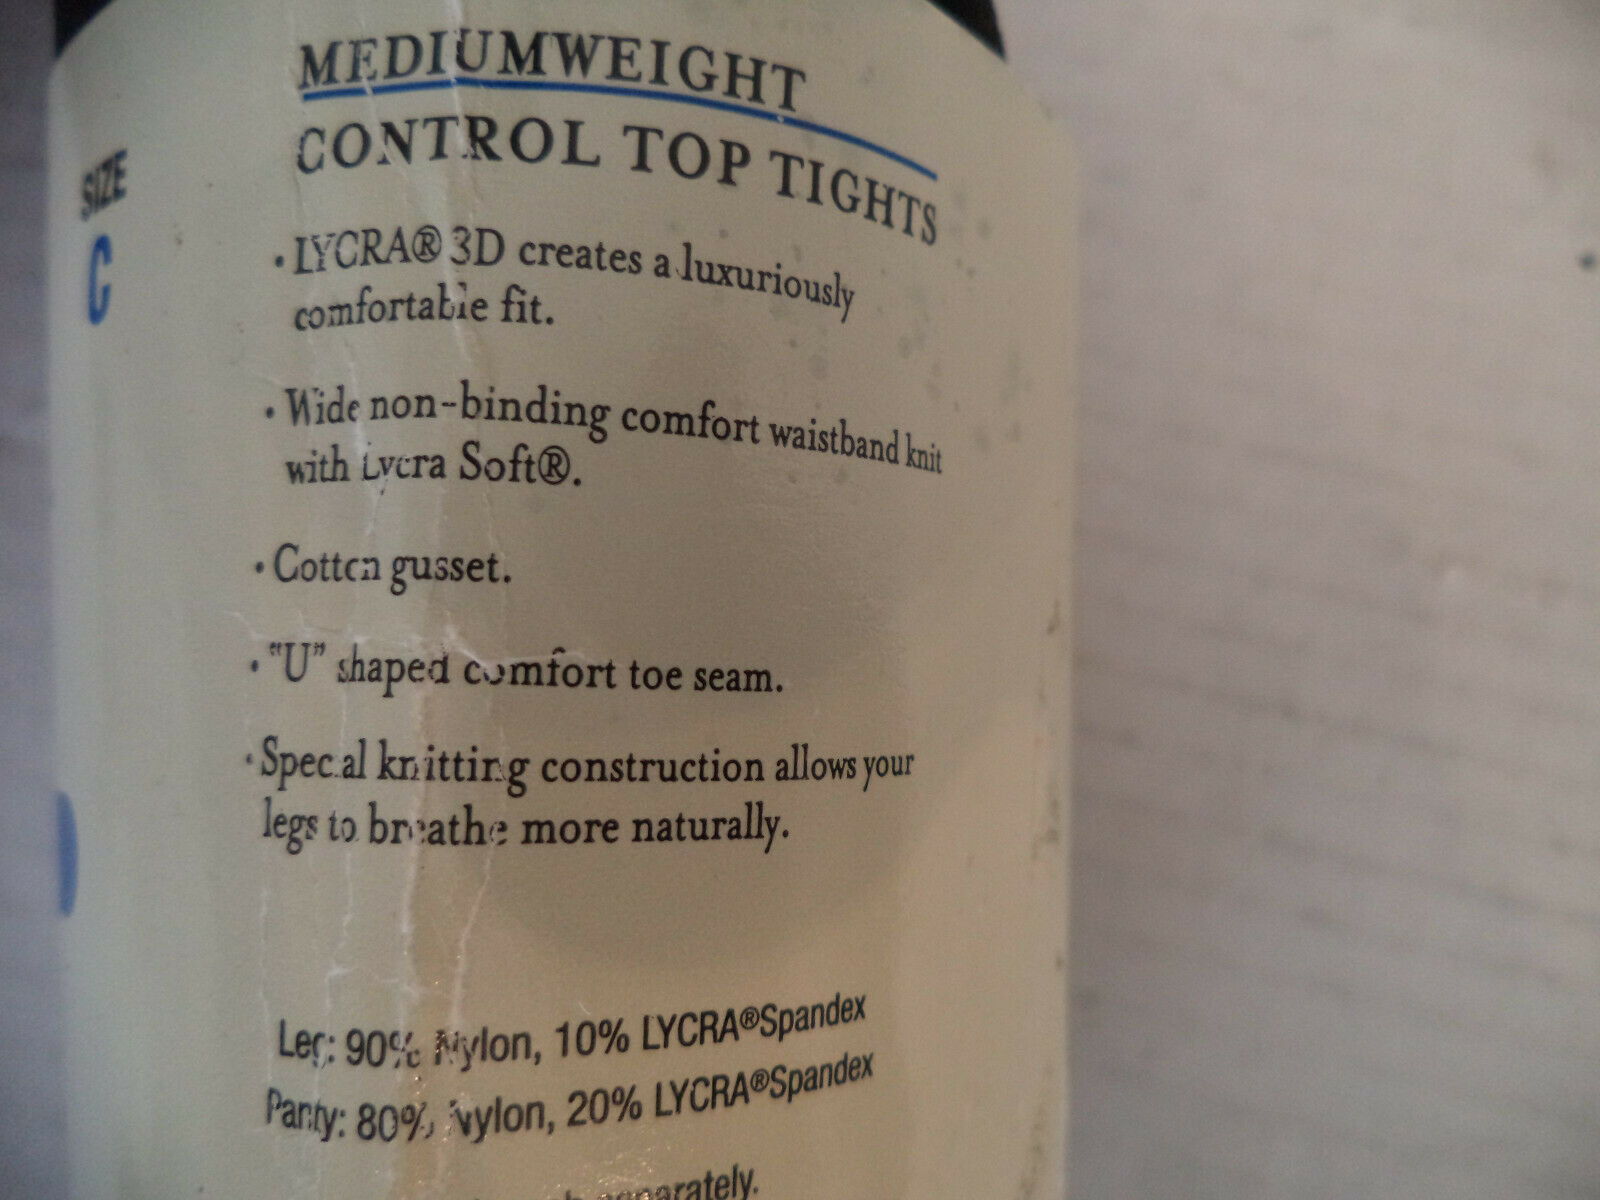 MEDIUMWEIGHT
CONTROL TOP TIGHTS
SIZE
C
• LYCRA® 3D creates a luxuriously
comfortable fit.
• Wide non-binding comfort waistband knit
with Lycra Soft®.
• Cotton gusset.
• "U" shaped comfort toe seam.
• Special knitting construction allows your
legs to breathe more naturally.
Leg: 90% Nylon, 10% LYCRA®Spandex
Panty: 80% Nylon, 20% LYCRA®Spandex
separately.